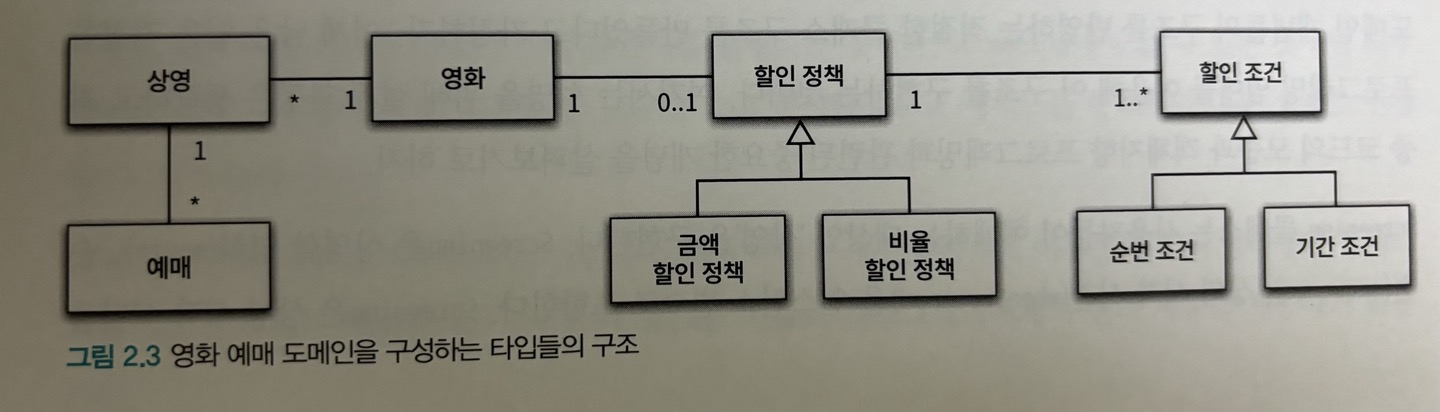 상영
*
1
영화
1
0..1
할인 정책
1
1..*
할인 조건
1
*
예매
금액
할인 정책
비율
할인 정책
순번 조건
기간 조건
그림 2.3 영화 예매 도메인을 구성하는 타입들의 구조